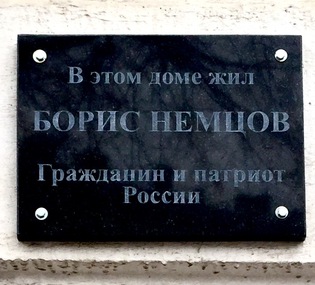 В этом доме жил
БОРИС НЕМЦОВ
Гражданин и патриот
России